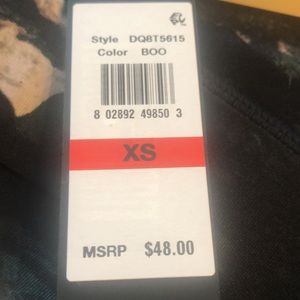 Style DQ8T5615
Color BOO
8 02892 49850 3
XS
MSRP $48.00